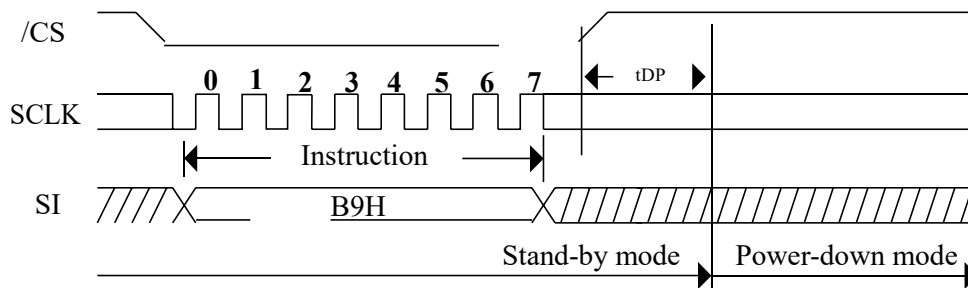 /CS
tDP
0 1 2 3 4 5 6 7
SCLK
Instruction
SI
B9H
Stand-by mode Power-down mode